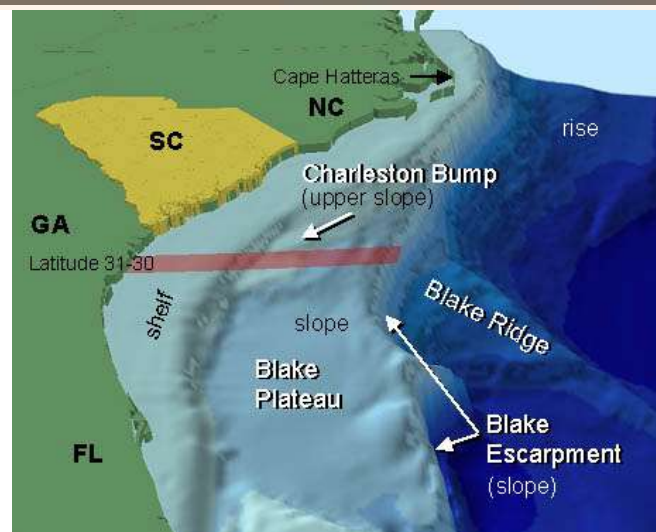 Cape Hatteras
NC
SC
rise
Charleston Bump
(upper slope)
GA
Latitude 31-30
shelf
slope
Blake Ridge
Blake
Plateau
FL
Blake
Escarpment
(slope)